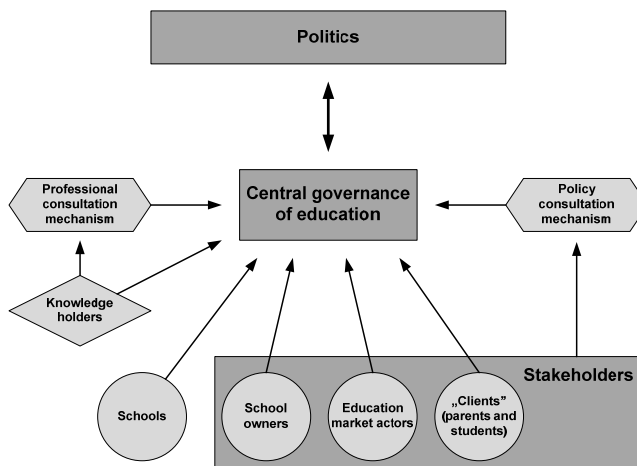 Politics
Professional
consultation
mechanism
Central governance
of education
Policy
consultation
mechanism
Knowledge
holders
Stakeholders
Schools
School
owners
Education
market actors
„Clients”
(parents and
students)